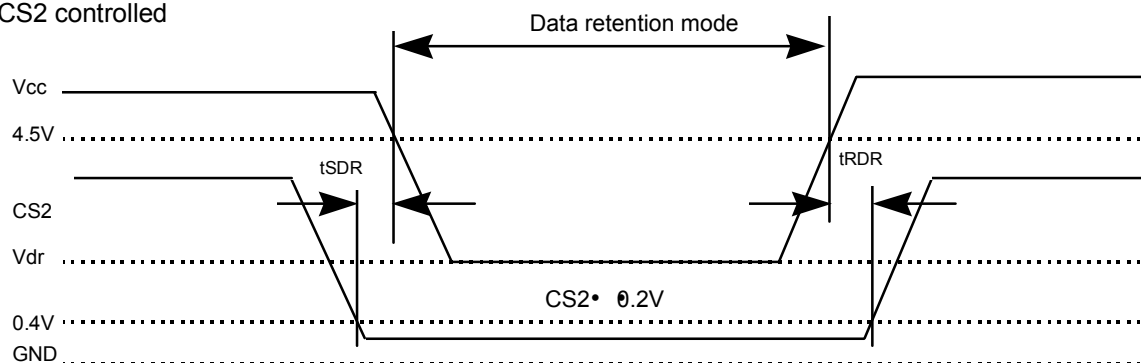 CS2 controlled
Data retention mode
Vcc
4.5V
tSDR
tRDR
CS2
Vdr
CS2• 0.2V
0.4V
GND